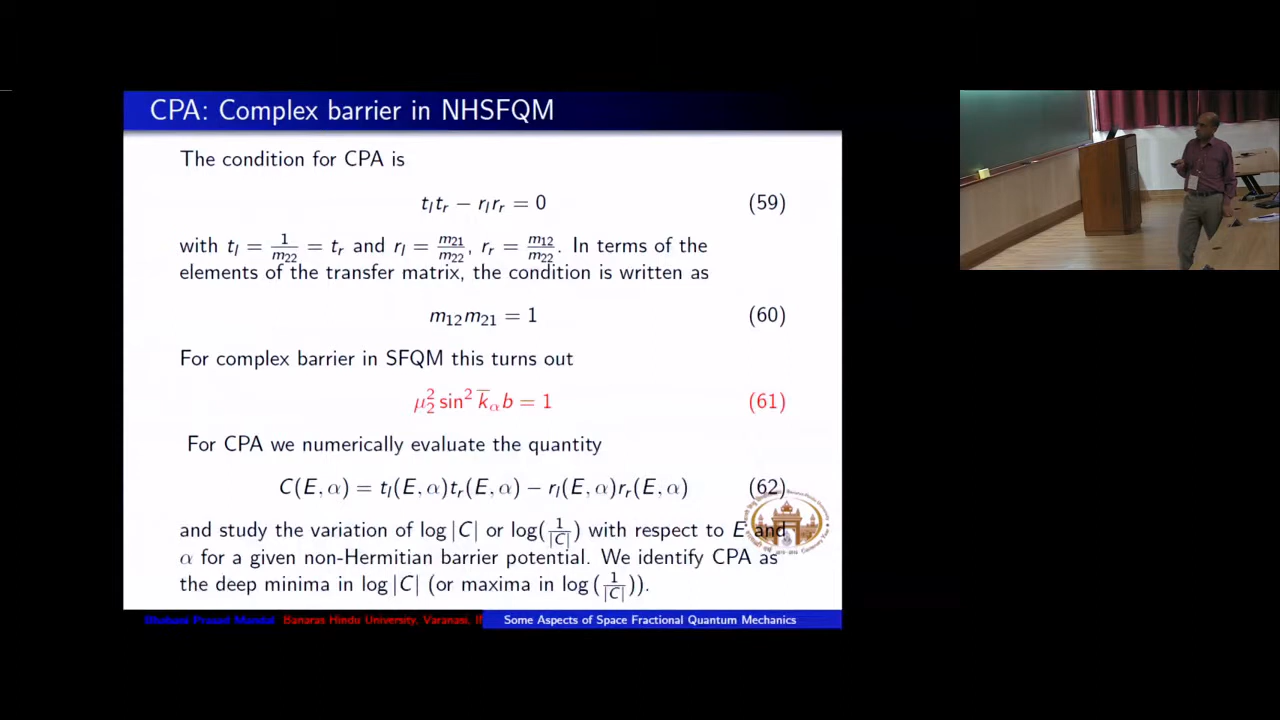 CPA: Complex barrier in NHSFQM
The condition for CPA is
t_l t_r − r_l r_r = 0 (59)
with t_l = 1/m_22 = t_r and r_l = m_21/m_22, r_r = m_12/m_22. In terms of the
elements of the transfer matrix, the condition is written as
m_12 m_21 = 1 (60)
For complex barrier in SFQM this turns out
μ_2^2 sin^2 k̅_α b = 1 (61)
For CPA we numerically evaluate the quantity
C(E, α) = t_l(E, α)t_r(E, α) − r_l(E, α)r_r(E, α) (62)
and study the variation of log |C| or log(1/|C|) with respect to E and
α for a given non-Hermitian barrier potential. We identify CPA as
the deep minima in log |C| (or maxima in log (1/|C|)).
Bhabani Prasad Mandal Banaras Hindu University, Varanasi, Some Aspects of Space Fractional Quantum Mechanics